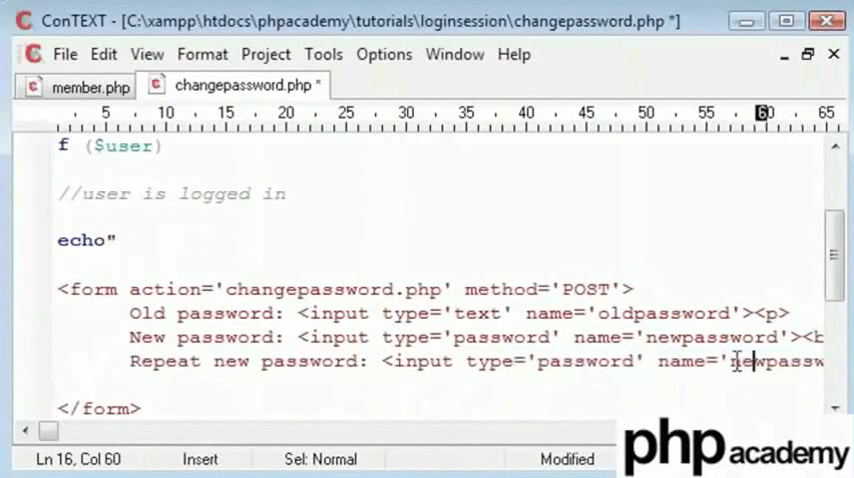 ConTEXT - [C:\xampp\htdocs\phpacademy\tutorials\loginsession\changepassword.php *]
File Edit View Format Project Tools Options Window Help
member.php changepassword.php *
5 10 15 20 25 30 35 40 45 50 55 60 65
f ($user)
//user is logged in
echo"
<form action='changepassword.php' method='POST'>
Old password: <input type='text' name='oldpassword'><p>
New password: <input type='password' name='newpassword'><b
Repeat new password: <input type='password' name='newpassw
</form>
Ln 16, Col 60 Insert Sel: Normal Modified
php academy